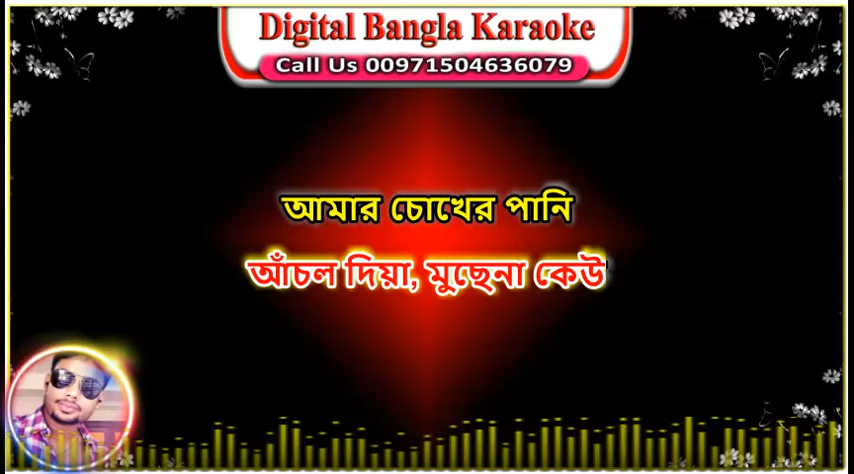 Digital Bangla Karaoke
Call Us 00971504636079
আমার চোখের পানি
আঁচল দিয়া, মুছেনা কেউ